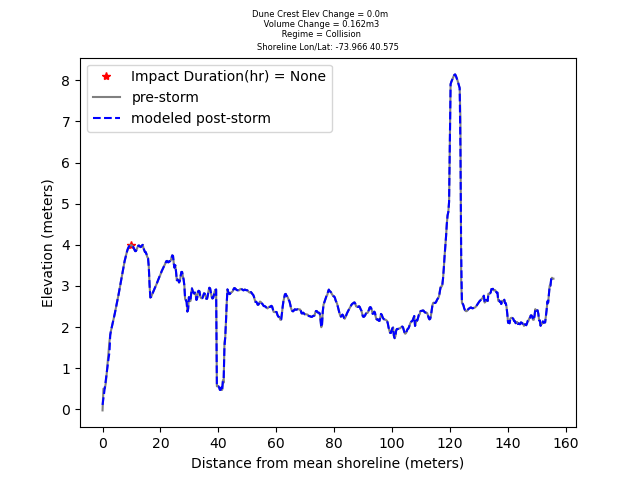 Dune Crest Elev Change = 0.0m
Volume Change = 0.162m3
Regime = Collision
Shoreline Lon/Lat: -73.966 40.575
Impact Duration(hr) = None
pre-storm
modeled post-storm
8
7
6
5
4
3
2
1
0
Elevation (meters)
0 20 40 60 80 100 120 140 160
Distance from mean shoreline (meters)